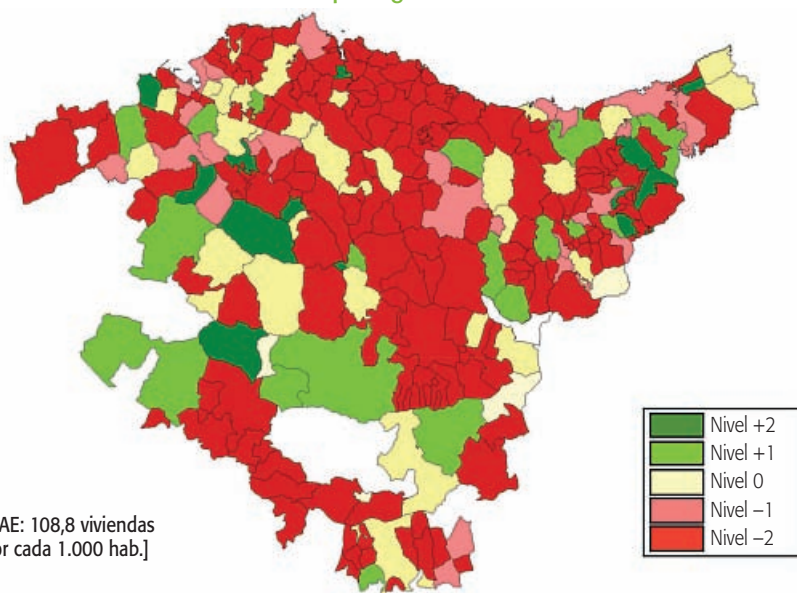 AE: 108,8 viviendas
or cada 1.000 hab.]
Nivel +2
Nivel +1
Nivel 0
Nivel –1
Nivel –2